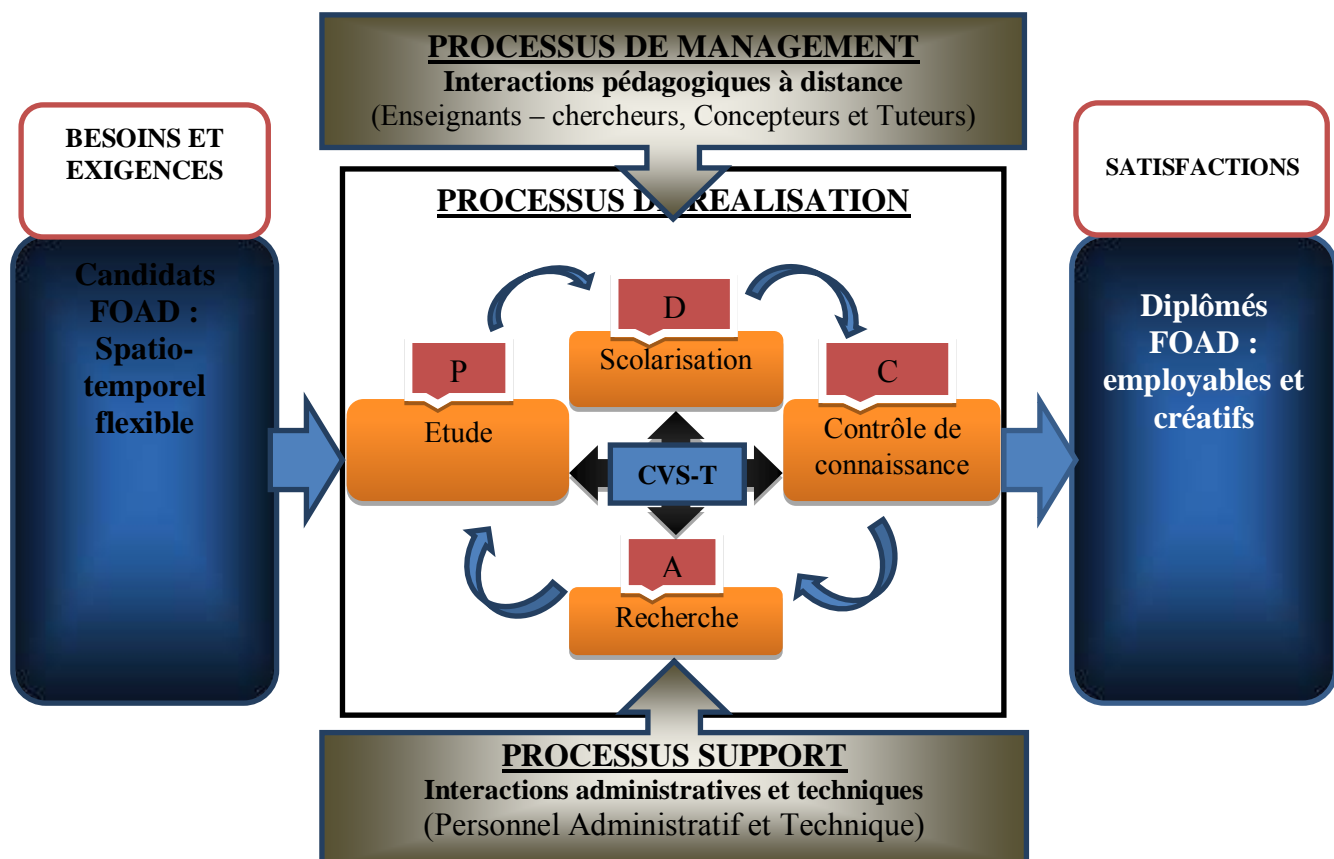 PROCESSUS DE MANAGEMENT
Interactions pédagogiques à distance
(Enseignants – chercheurs, Concepteurs et Tuteurs)
BESOINS ET
EXIGENCES
Candidats
FOAD :
Spatio-
temporel
flexible
PROCESSUS DE REALISATION
P
Etude
D
Scolarisation
C
Contrôle de
connaissance
CVS-T
A
Recherche
SATISFACTIONS
Diplômés
FOAD :
employables et
créatifs
PROCESSUS SUPPORT
Interactions administratives et techniques
(Personnel Administratif et Technique)